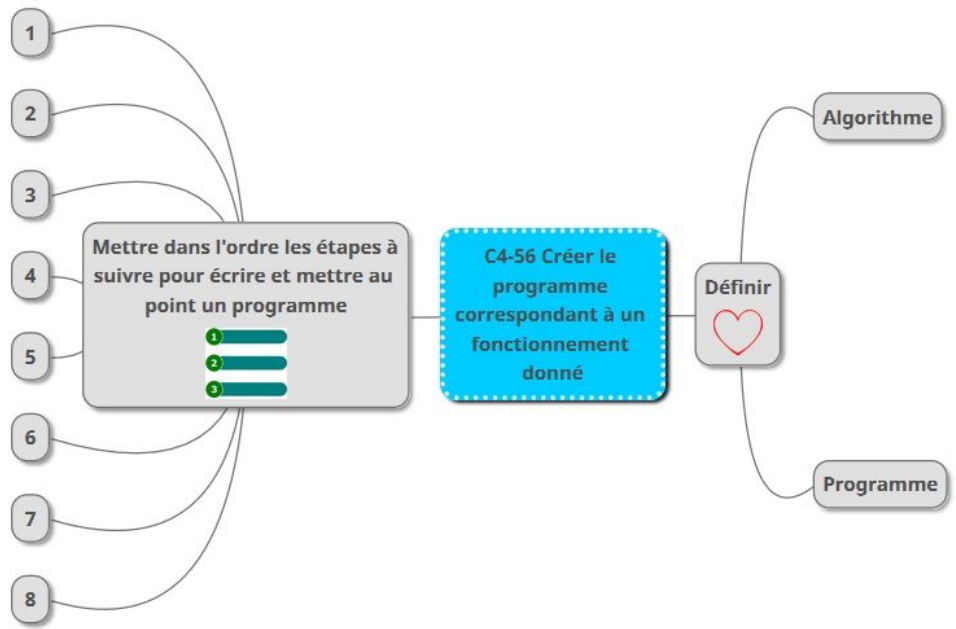 1
2
3
4
5
6
7
8
Mettre dans l'ordre les étapes à
suivre pour écrire et mettre au
point un programme
1
2
3
C4-56 Créer le
programme
correspondant à un
fonctionnement
donné
Définir
Algorithme
Programme